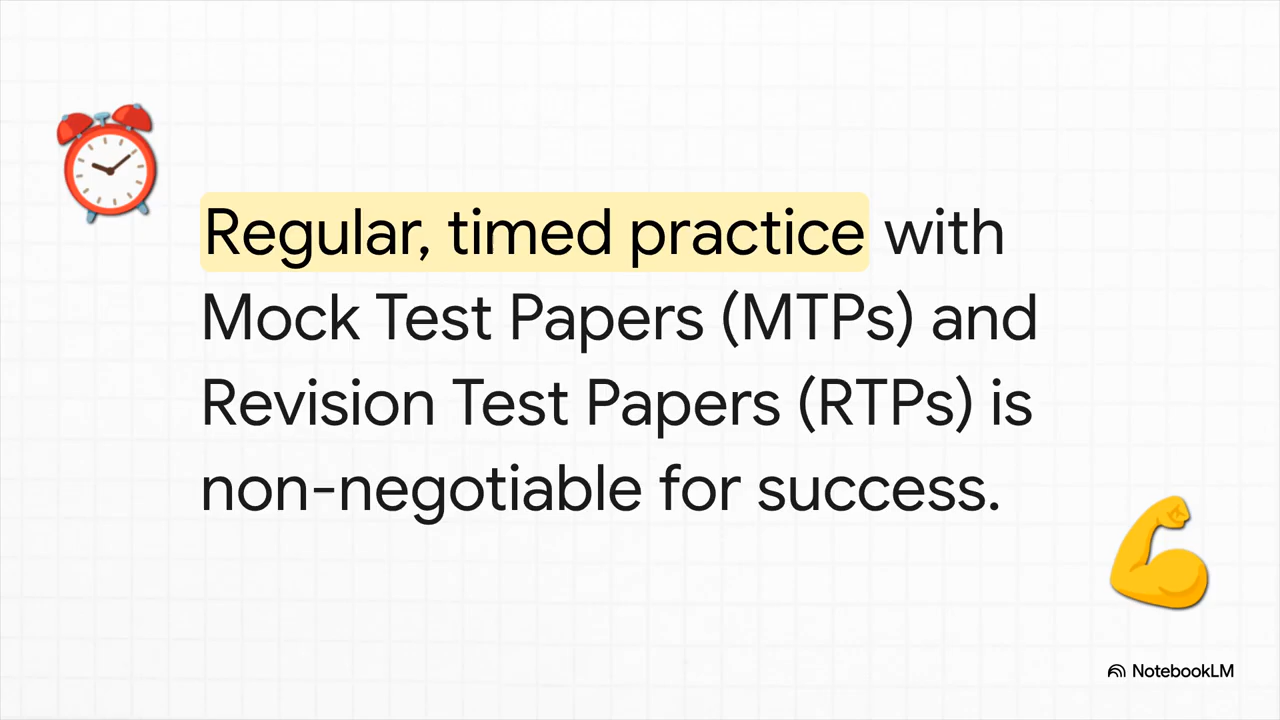 Regular, timed practice with
Mock Test Papers (MTPs) and
Revision Test Papers (RTPs) is
non-negotiable for success.
NotebookLM